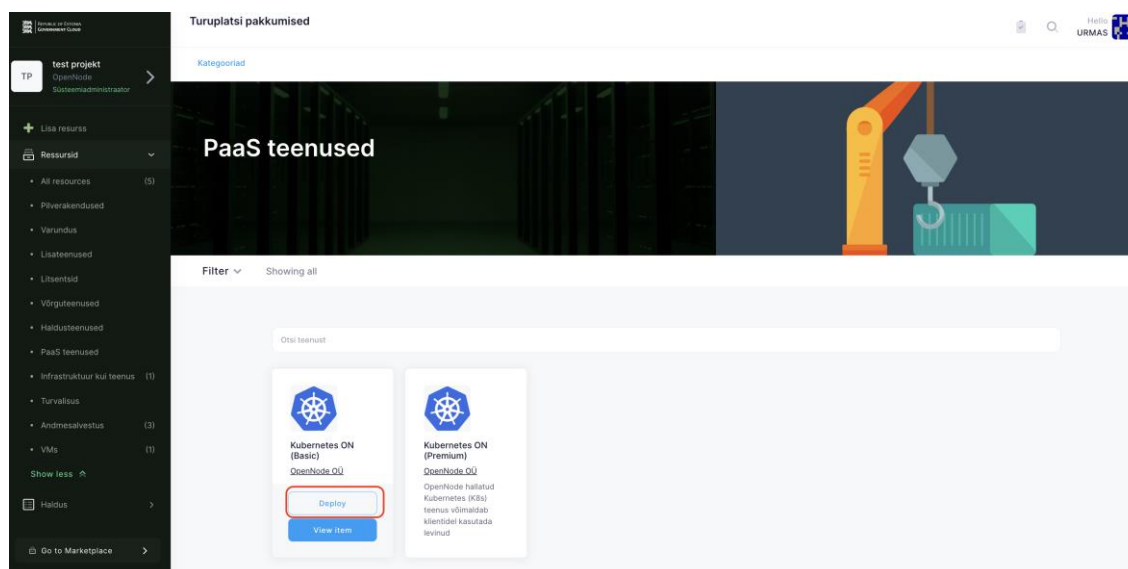 REPUBLIC OF ESTONIA
GOVERNMENT CLOUD
TP
test projekt
OpenNode
Süsteemiadministraator
Lisa resurss
Ressursid
All resources (5)
Pilverakendused
Varundus
Lisateenused
Litsentsid
Võrguteenused
Haldusteenused
PaaS teenused
Infrastruktuur kui teenus (1)
Turvalisus
Andmesalvestus (3)
VMs (1)
Show less
Haldus
Go to Marketplace
Turuplatsi pakkumised
Hello
URMAS
Kategooriad
PaaS teenused
Filter
Showing all
Otsi teenust
Kubernetes ON
(Basic)
OpenNode OÜ
Deploy
View item
Kubernetes ON
(Premium)
OpenNode OÜ
OpenNode hallatud
Kubernetes (K8s)
teenus võimaldab
klientidel kasutada
levinud